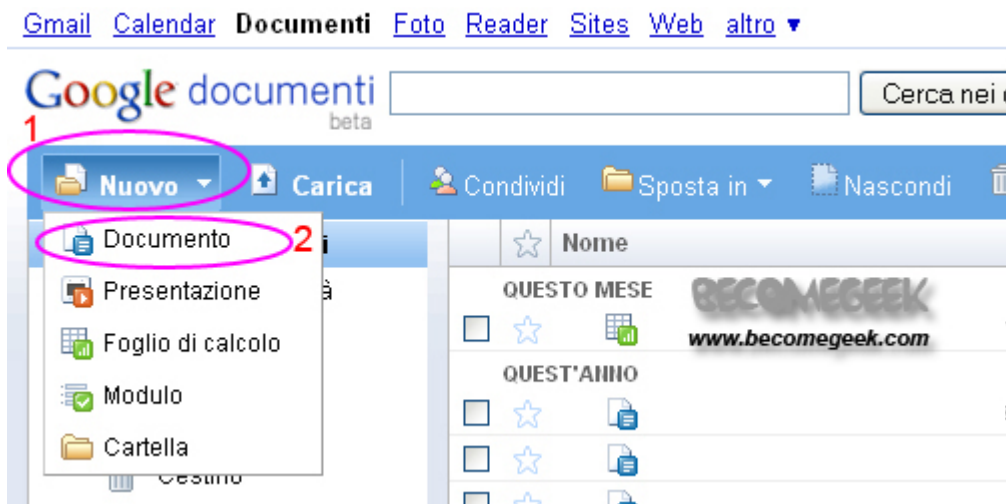 Gmail Calendar Documenti Foto Reader Sites Web altro ▼
Google documenti
beta
Cerca nei
1
Nuovo Carica Condividi Sposta in Nascondi
Documento 2
Presentazione
Foglio di calcolo
Modulo
Cartella
Cestino
Nome
QUESTO MESE
BECOMEGEEK
www.becomegeek.com
QUEST'ANNO